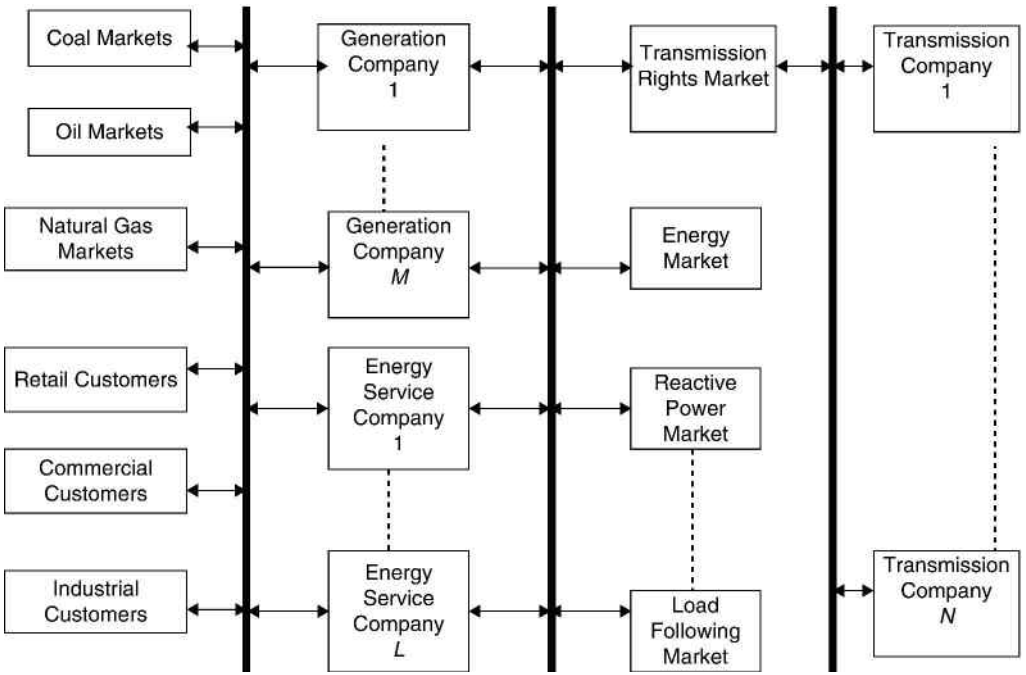 Coal Markets
Oil Markets
Natural Gas
Markets
Retail Customers
Commercial
Customers
Industrial
Customers
Generation
Company
1
Generation
Company
M
Energy
Service
Company
1
Energy
Service
Company
L
Transmission
Rights Market
Energy
Market
Reactive
Power
Market
Load
Following
Market
Transmission
Company
1
Transmission
Company
N